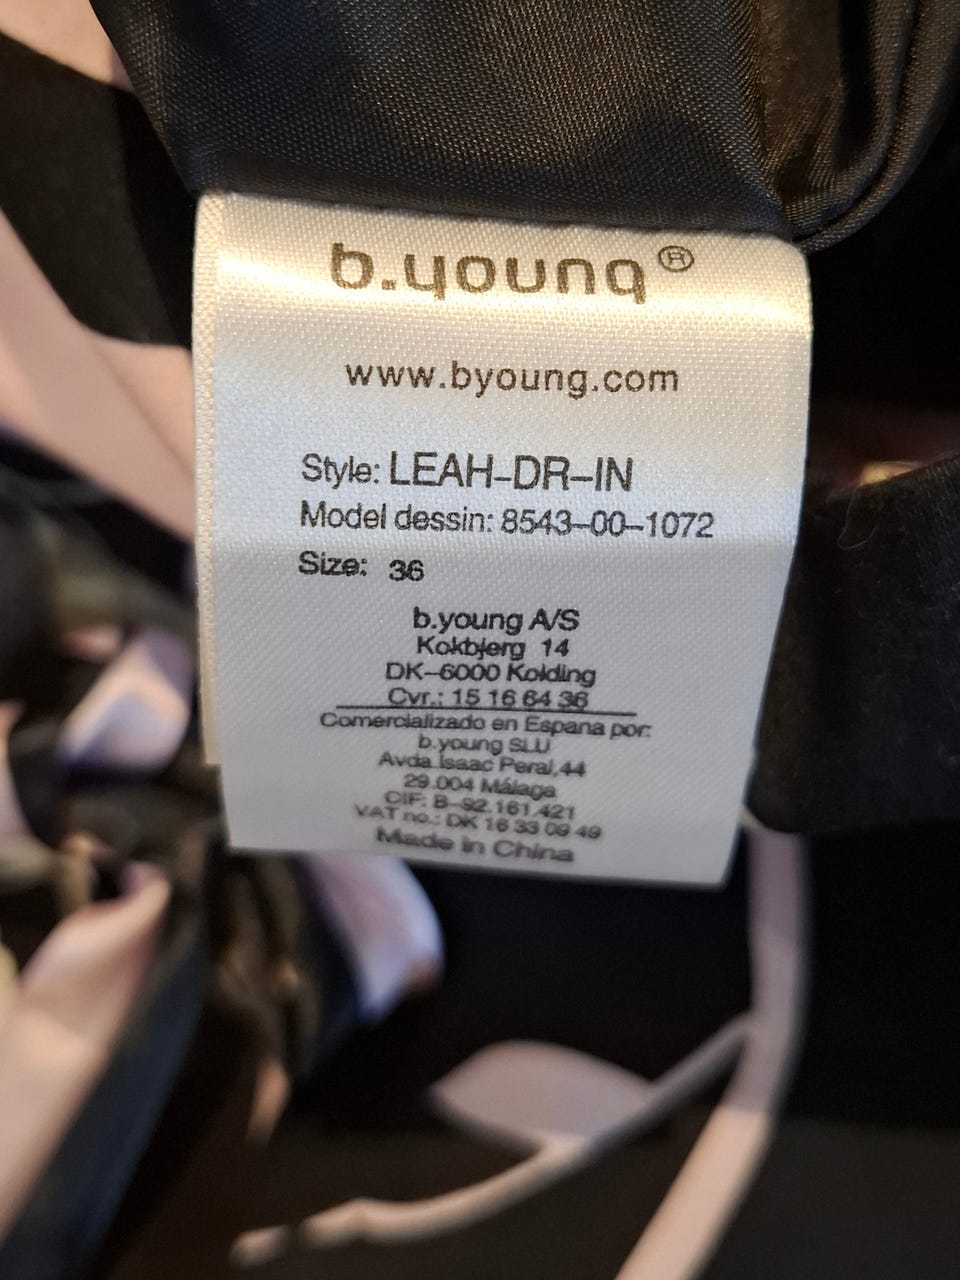 b.young®
www.byoung.com
Style: LEAH-DR-IN
Model dessin: 8543-00-1072
Size: 36
b.young A/S
Kokbjerg 14
DK-6000 Kolding
Cvr.: 15 16 64 36
Comercializado en Espana por:
b.young SLU
Avda.Isaac Peral,44
29.004 Málaga
CIF: B-92.161.421
VAT no.: DK 16 33 09 49
Made in China